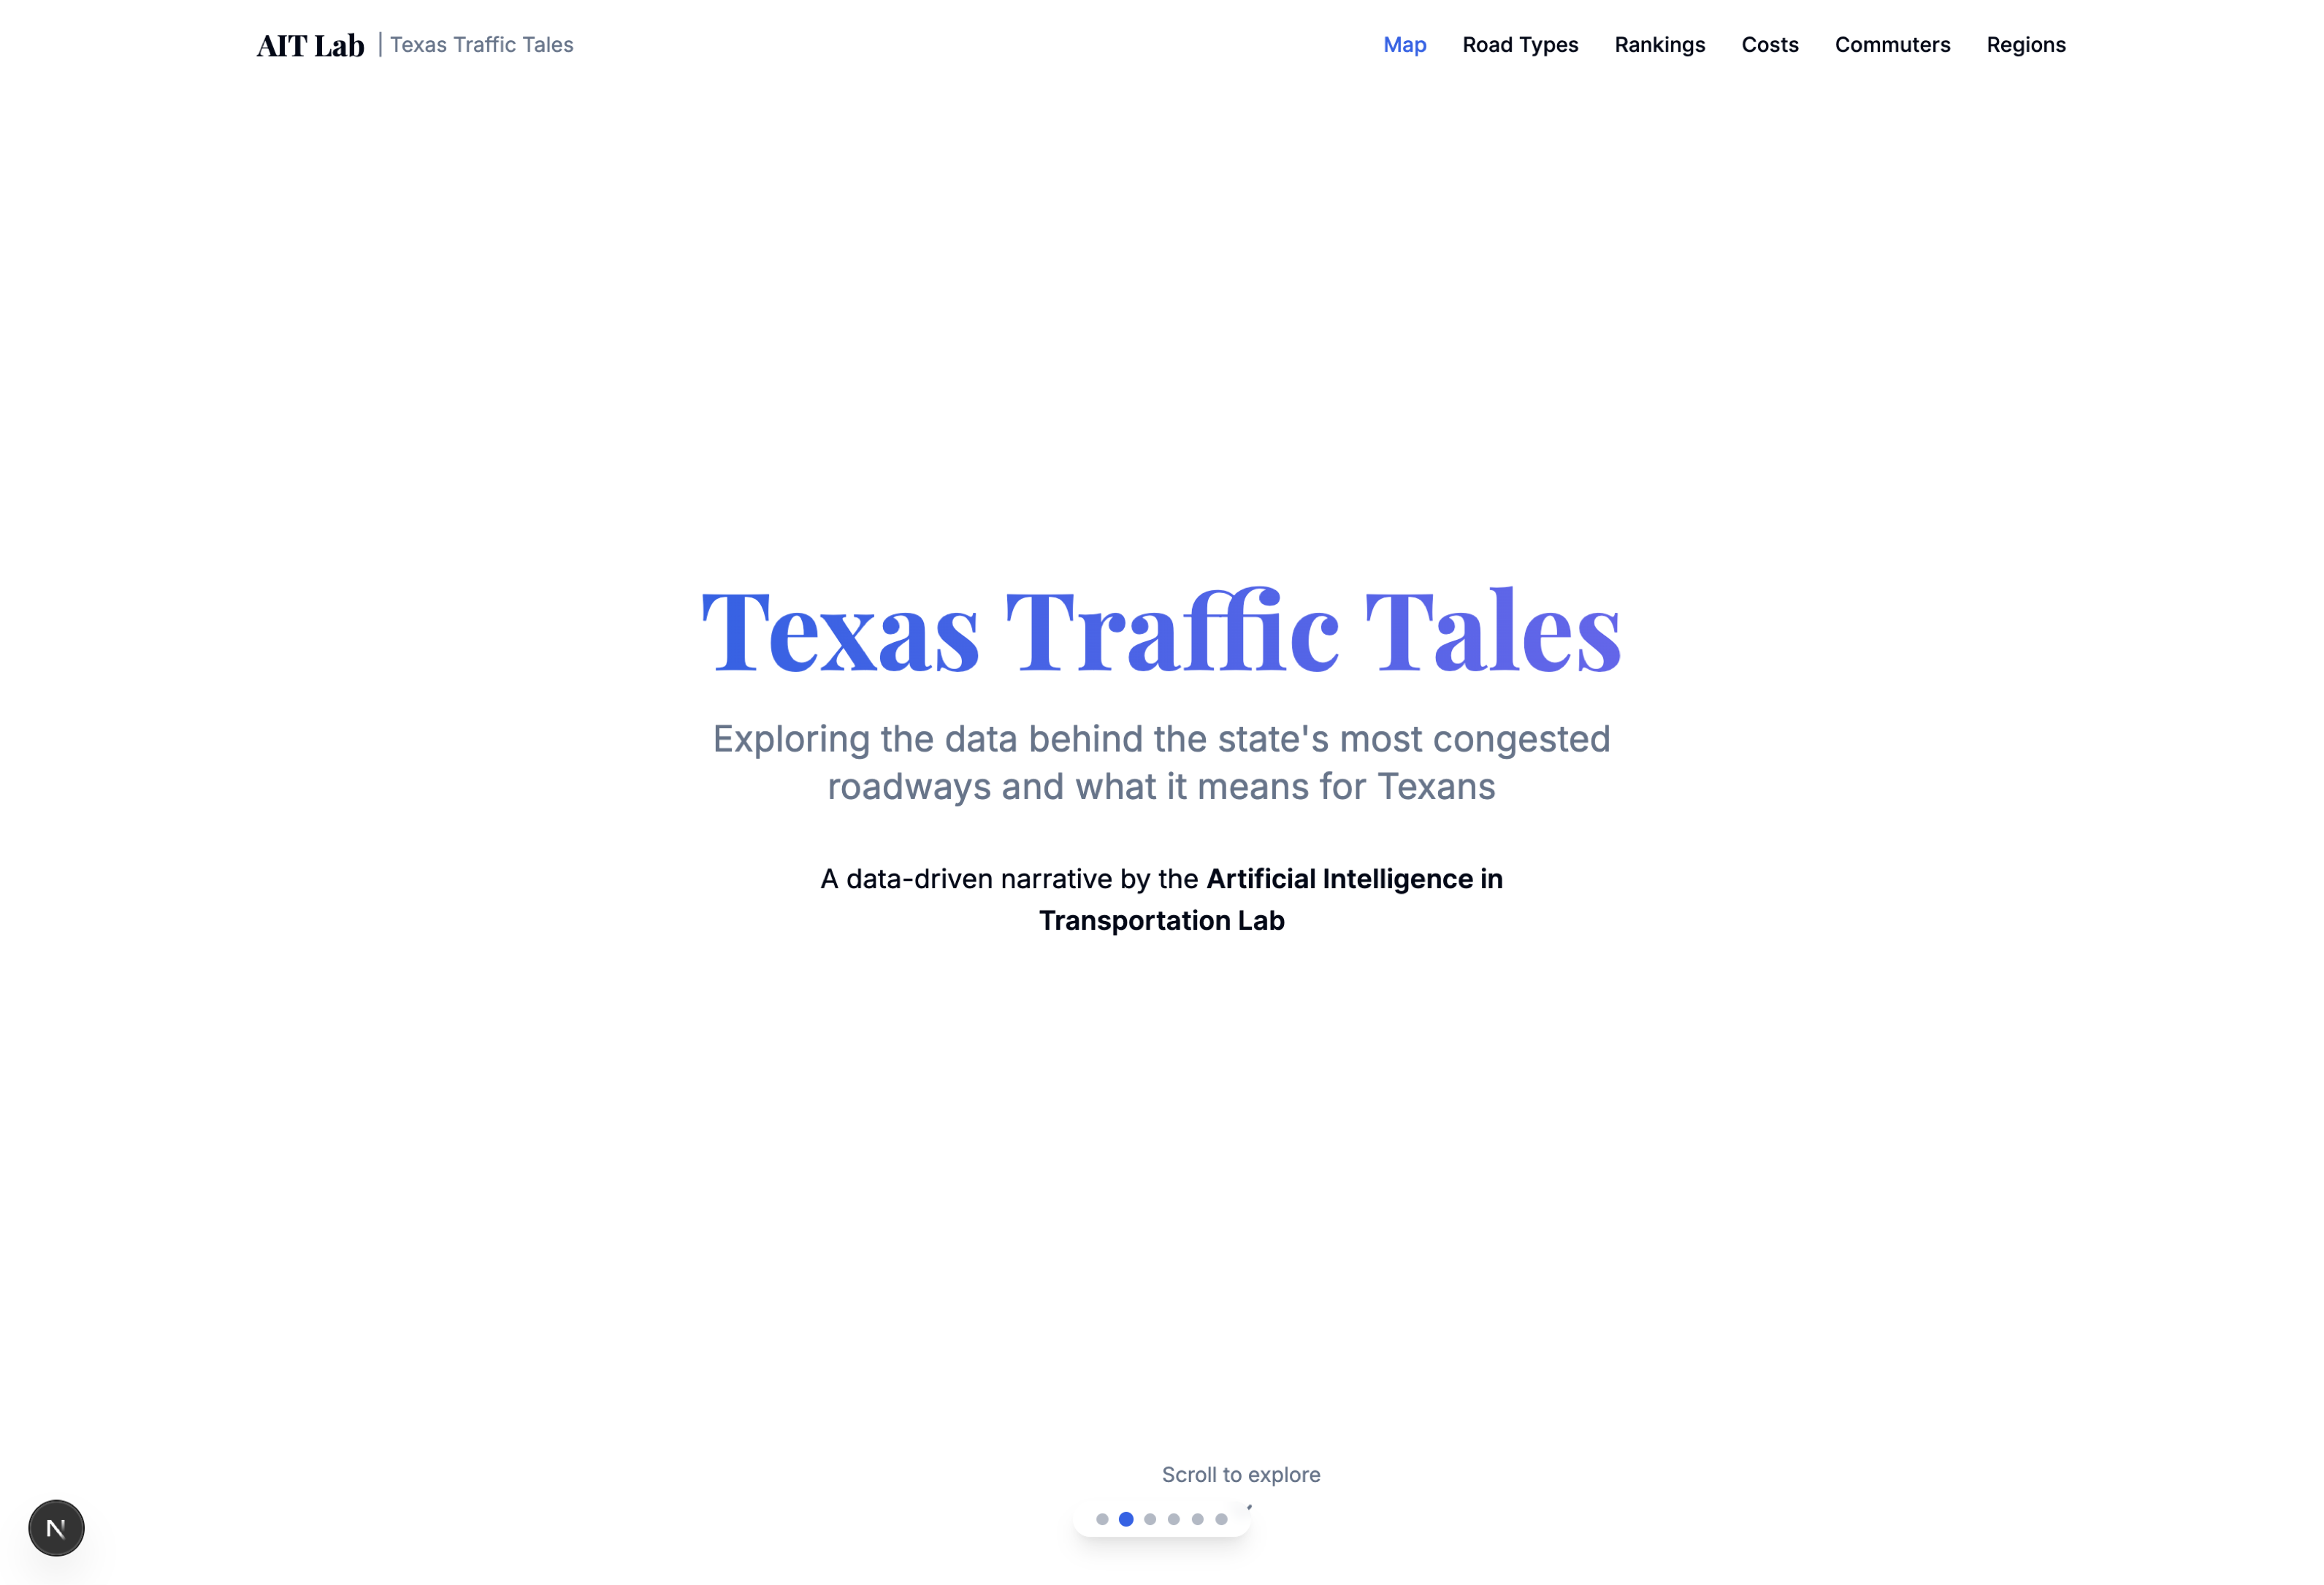 AIT Lab | Texas Traffic Tales
Map Road Types Rankings Costs Commuters Regions
Texas Traffic Tales
Exploring the data behind the state's most congested
roadways and what it means for Texans
A data-driven narrative by the Artificial Intelligence in
Transportation Lab
Scroll to explore
N